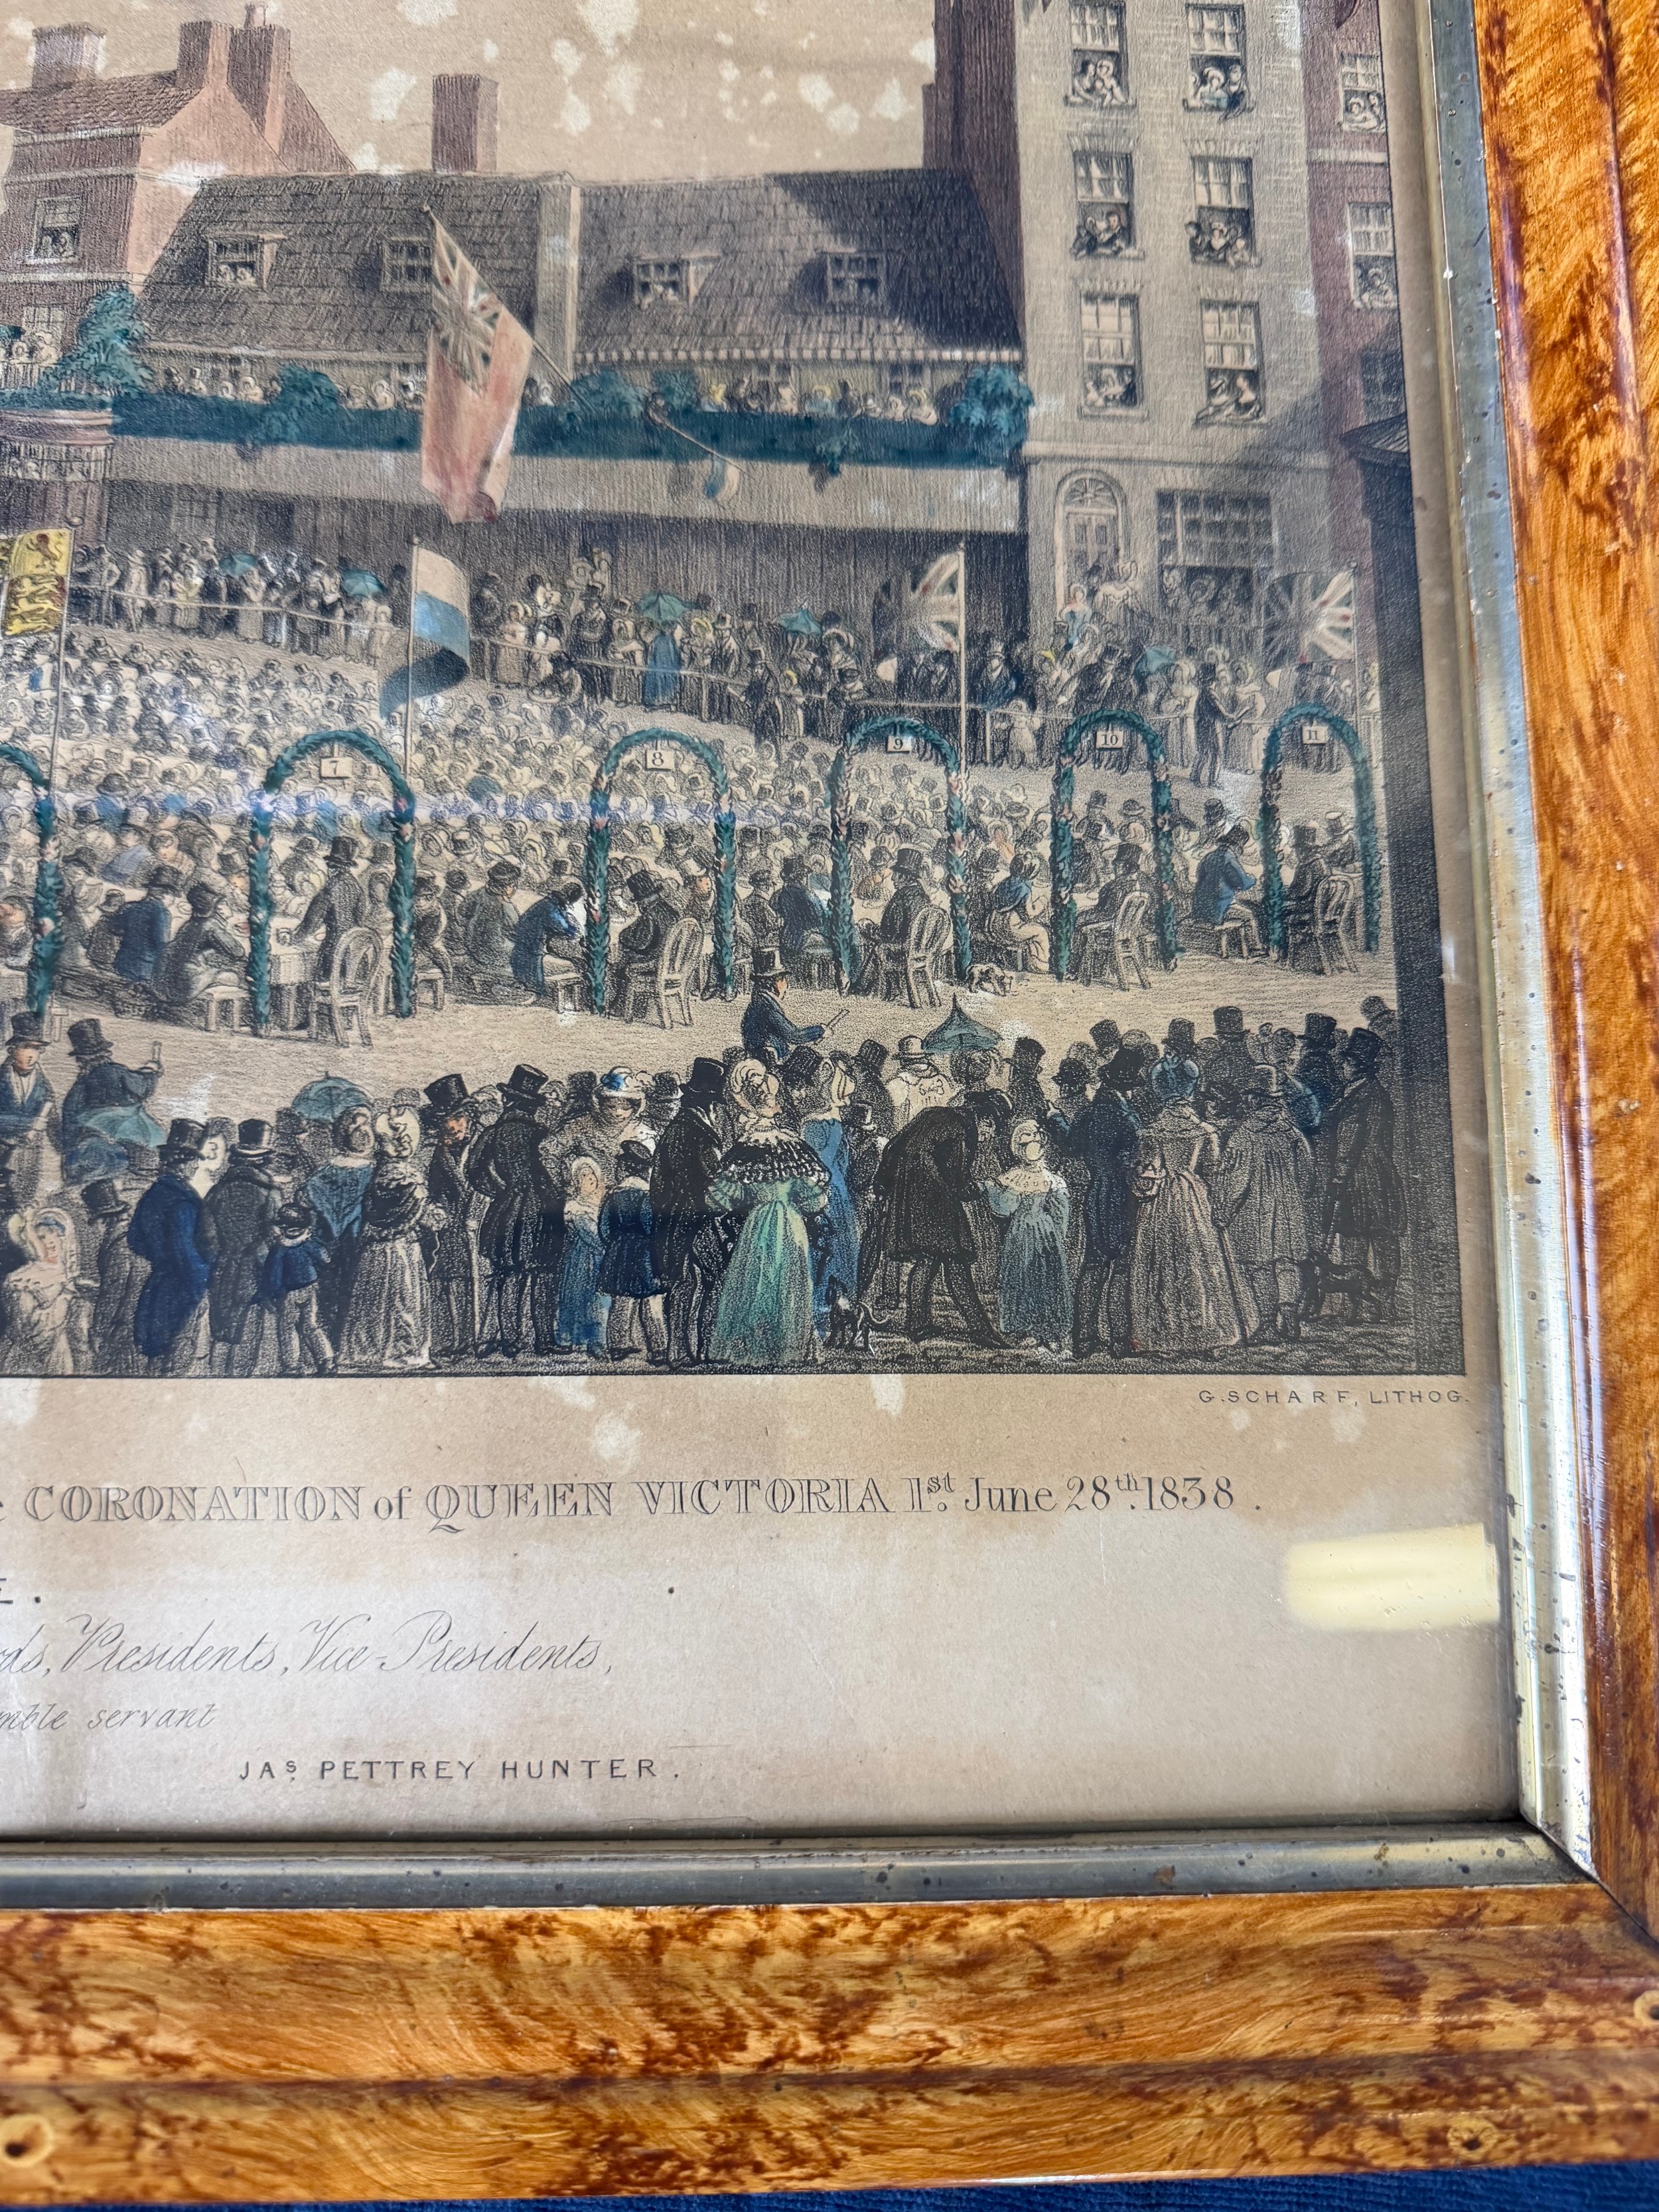 7
8
9
10
11
G. SCHARF, LITHOG.
CORONATION of QUEEN VICTORIA 1st. June 28th. 1838.
Presidents, Vice-Presidents,
servant
JAs. PETTREY HUNTER.